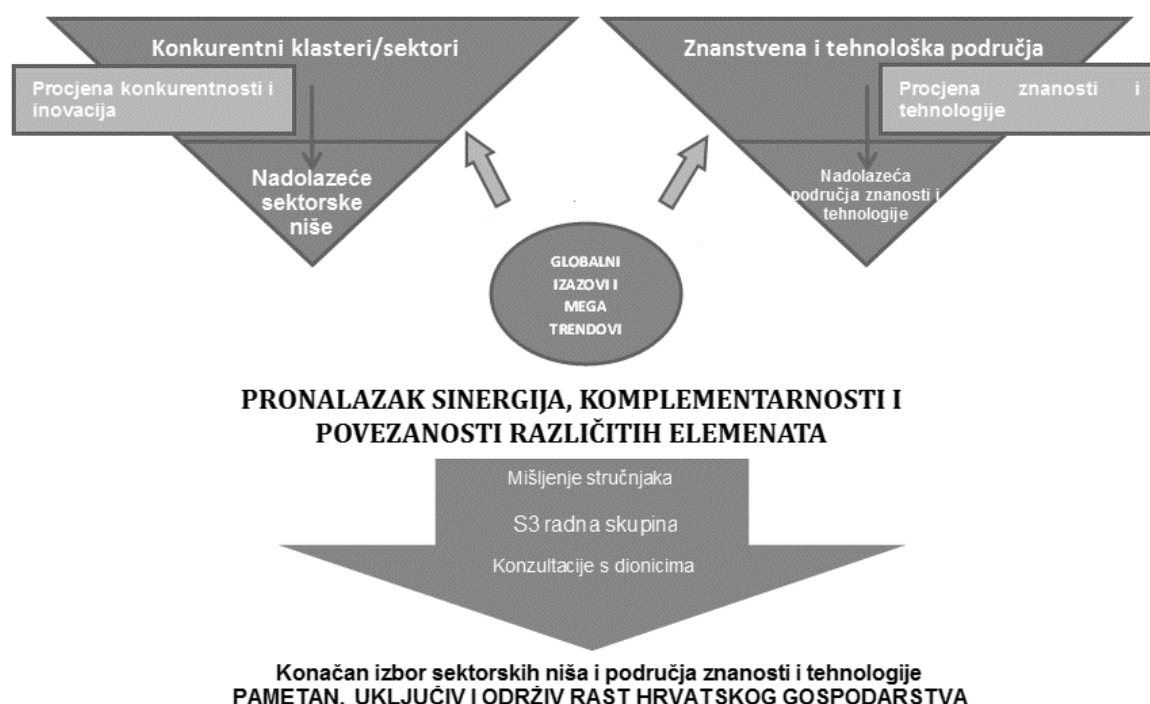 Konkurentni klasteri/sektori
Procjena konkurentnosti i
inovacija
Nadolazeće
sektorske
niše
Znanstvena i tehnološka područja
Procjena znanosti i
tehnologije
Nadolazeća
područja znanosti i
tehnologije
GLOBALNI
IZAZOVI I
MEGA
TRENDOVI
PRONALAZAK SINERGIJA, KOMPLEMENTARNOSTI I
POVEZANOSTI RAZLIČITIH ELEMENATA
Mišljenje stručnjaka
S3 radna skupina
Konzultacije s dionicima
Konačan izbor sektorskih niša i područja znanosti i tehnologije
PAMETAN, UKLJUČIV I ODRŽIV RAST HRVATSKOG GOSPODARSTVA